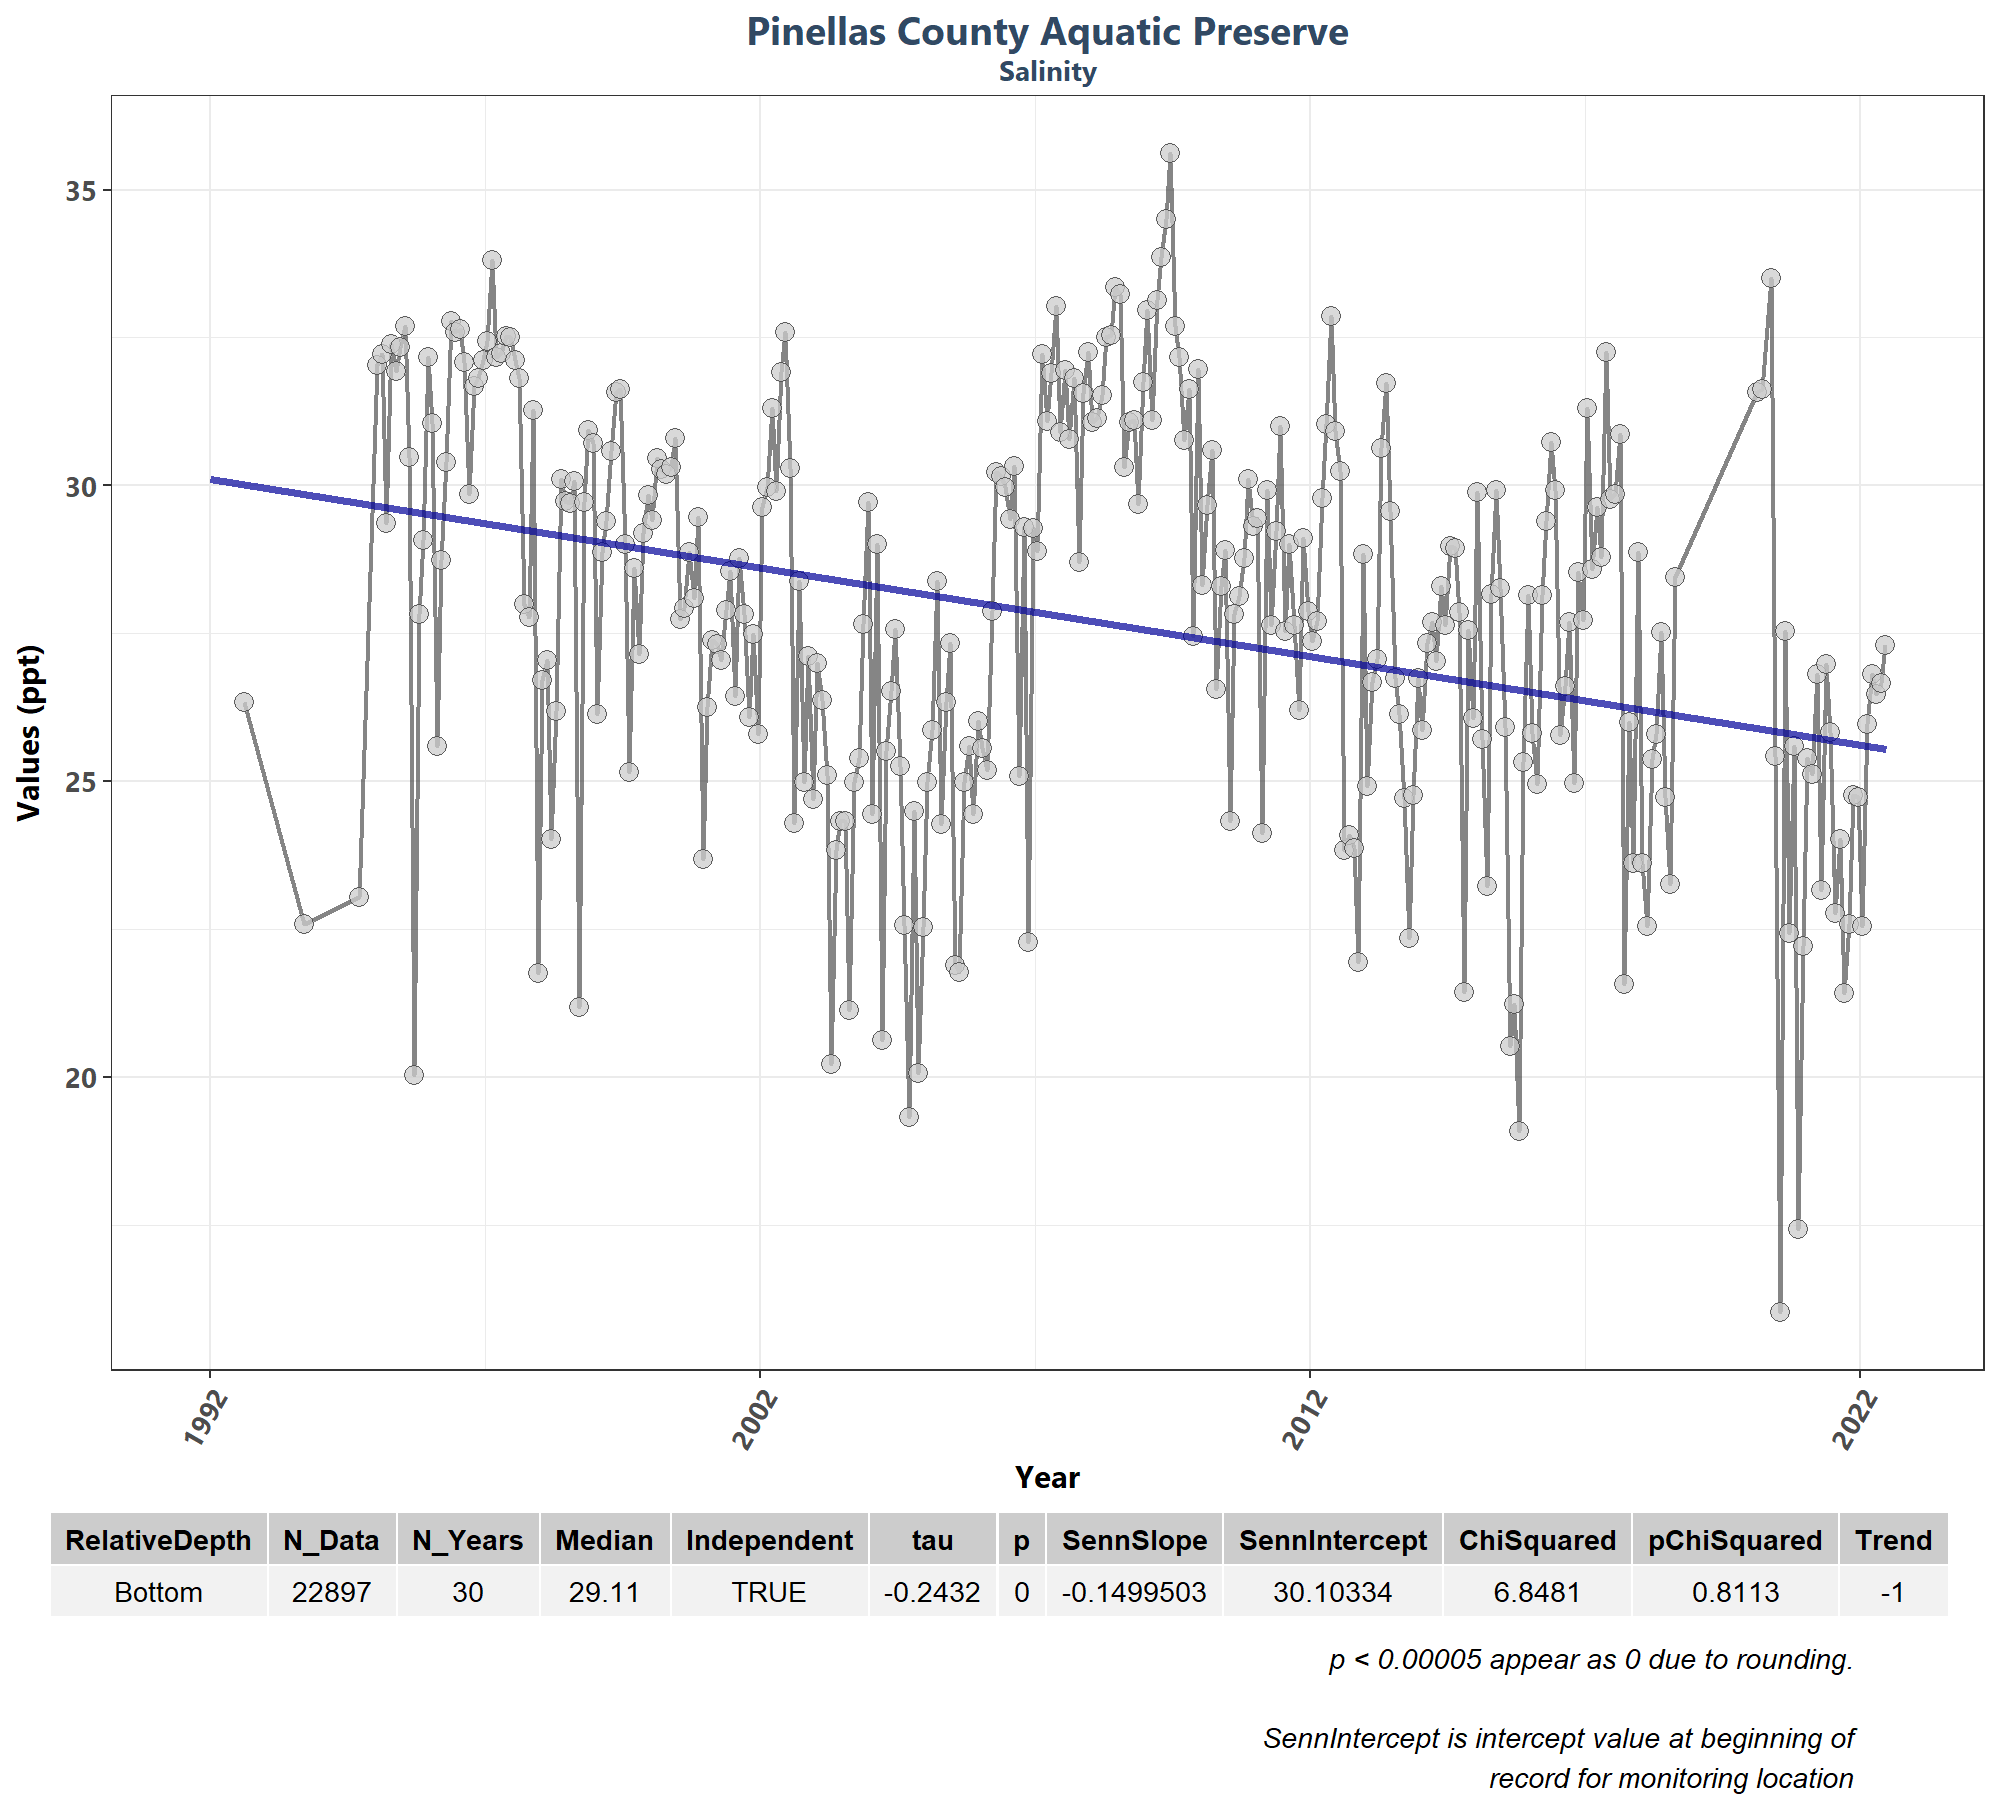 Pinellas County Aquatic Preserve
Salinity
Values (ppt)
35
30
25
20
1992
2002
2012
2022
Year
RelativeDepth N_Data N_Years Median Independent tau p SennSlope SennIntercept ChiSquared pChiSquared Trend
Bottom 22897 30 29.11 TRUE -0.2432 0 -0.1499503 30.10334 6.8481 0.8113 -1
p < 0.00005 appear as 0 due to rounding.
SennIntercept is intercept value at beginning of
record for monitoring location